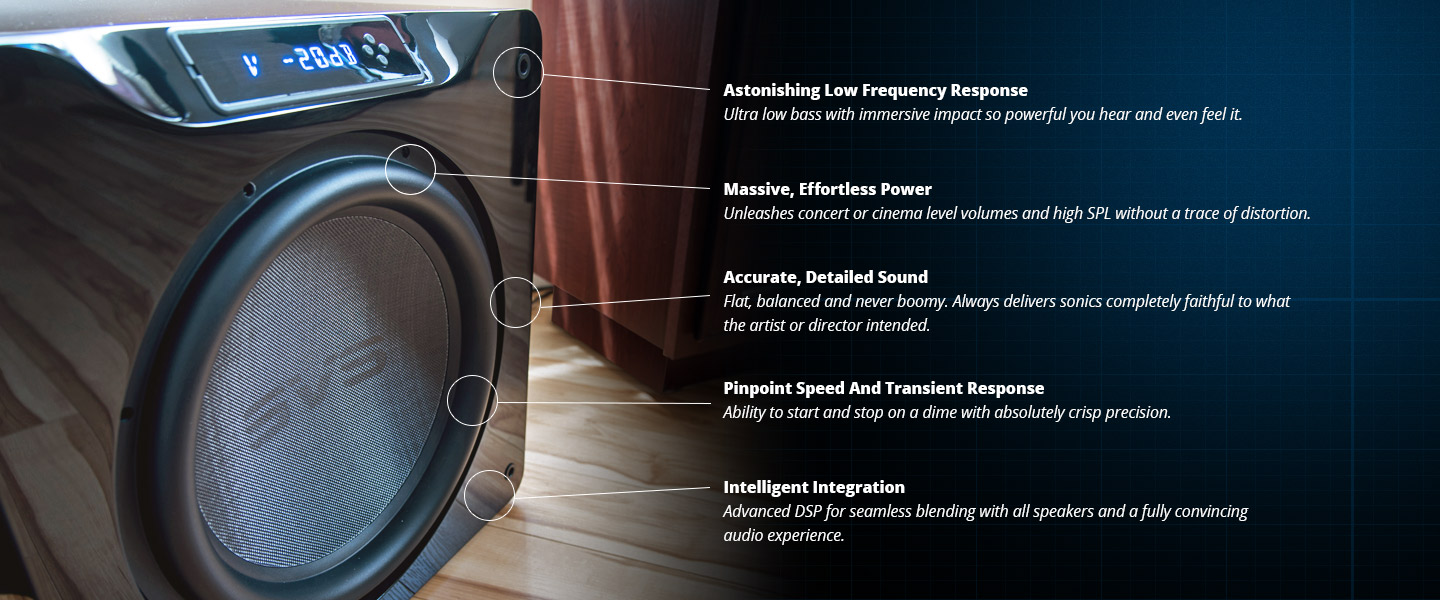 V -20dB
SVS
Astonishing Low Frequency Response
Ultra low bass with immersive impact so powerful you hear and even feel it.
Massive, Effortless Power
Unleashes concert or cinema level volumes and high SPL without a trace of distortion.
Accurate, Detailed Sound
Flat, balanced and never boomy. Always delivers sonics completely faithful to what
the artist or director intended.
Pinpoint Speed And Transient Response
Ability to start and stop on a dime with absolutely crisp precision.
Intelligent Integration
Advanced DSP for seamless blending with all speakers and a fully convincing
audio experience.